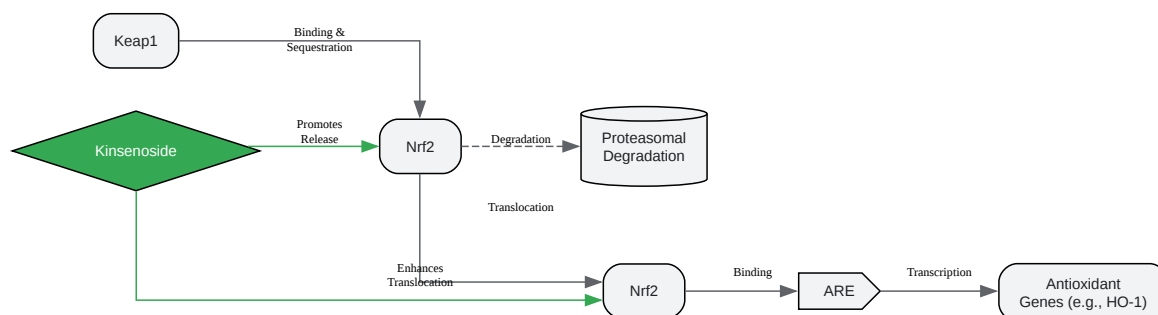 Keap1
Binding &
Sequestration
Kinsenoside
Promotes
Release
Nrf2
Degradation
Proteasomal
Degradation
Translocation
Enhances
Translocation
Nrf2
Binding
ARE
Transcription
Antioxidant
Genes (e.g., HO-1)